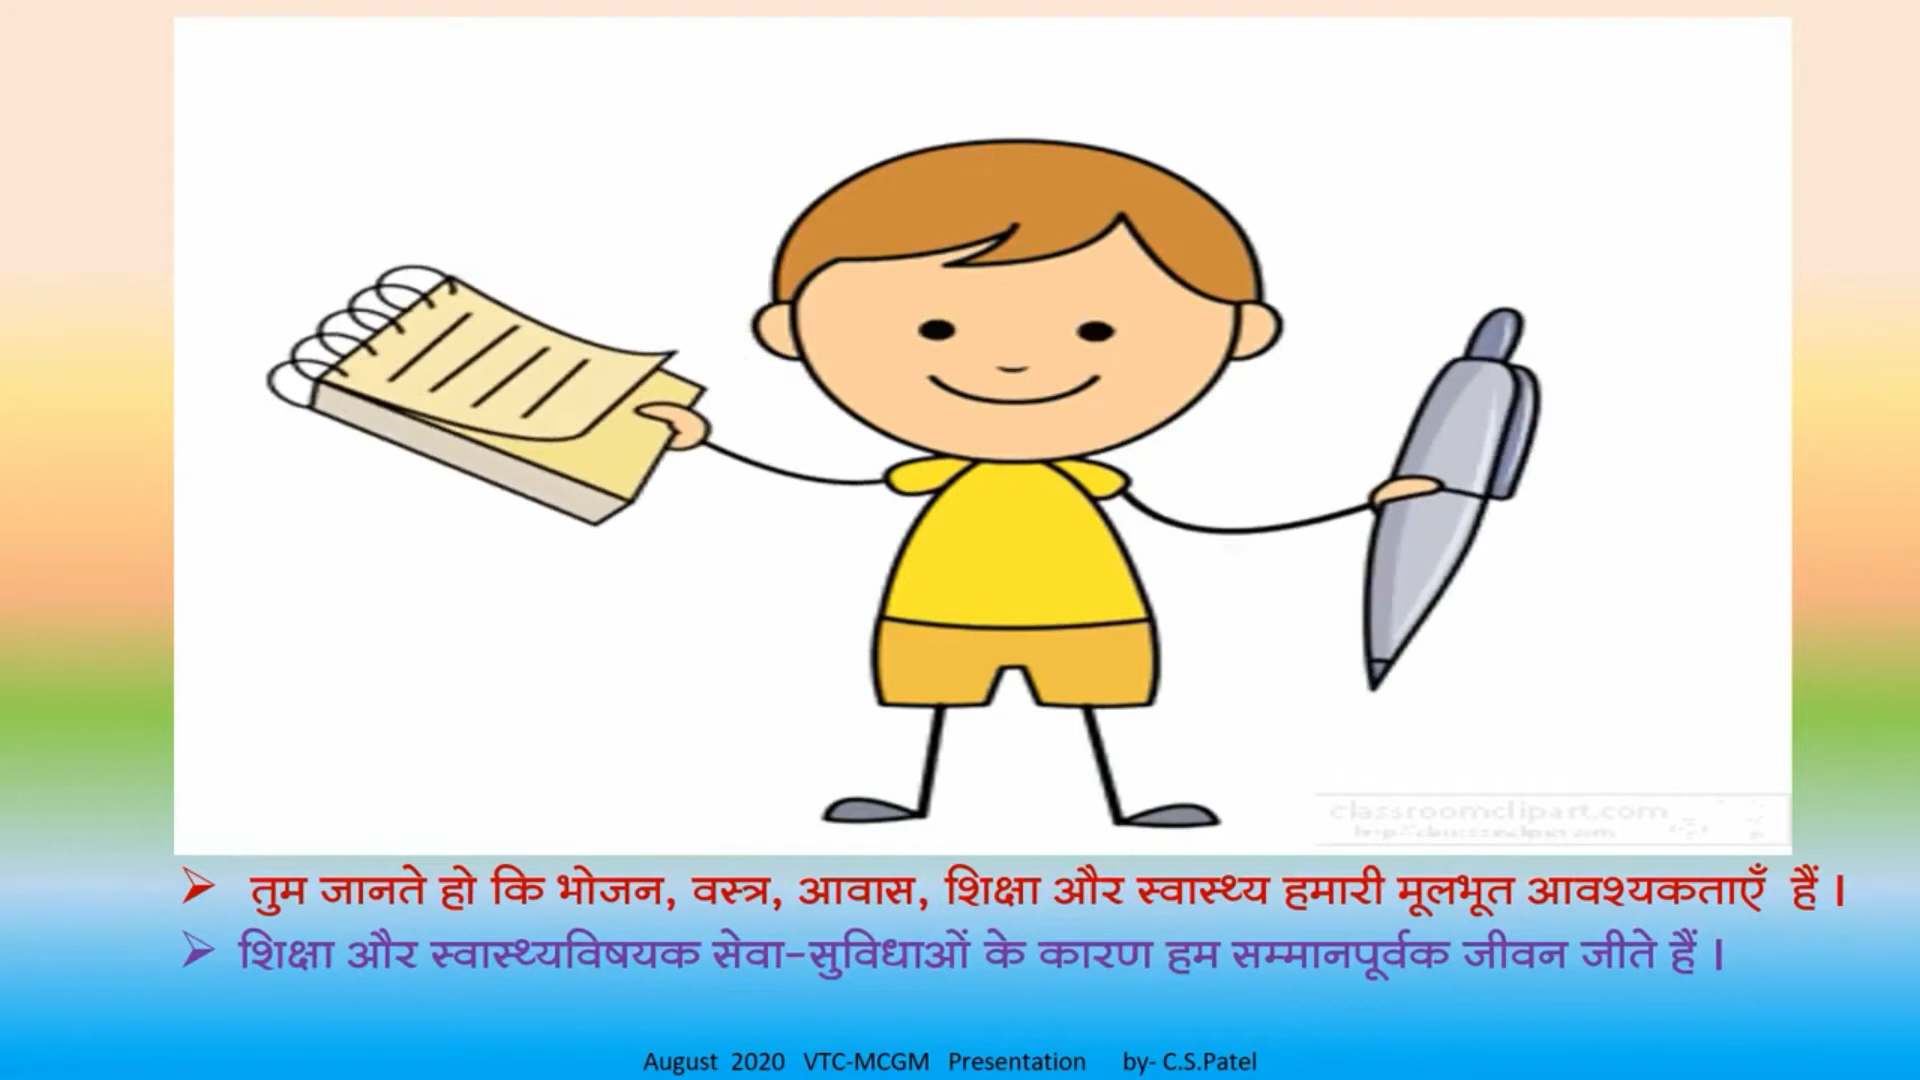 classroomclipart.com
➢ तुम जानते हो कि भोजन, वस्त्र, आवास, शिक्षा और स्वास्थ्य हमारी मूलभूत आवश्यकताएँ हैं ।
➢ शिक्षा और स्वास्थ्यविषयक सेवा-सुविधाओं के कारण हम सम्मानपूर्वक जीवन जीते हैं ।
August 2020 VTC-MCGM Presentation by- C.S.Patel